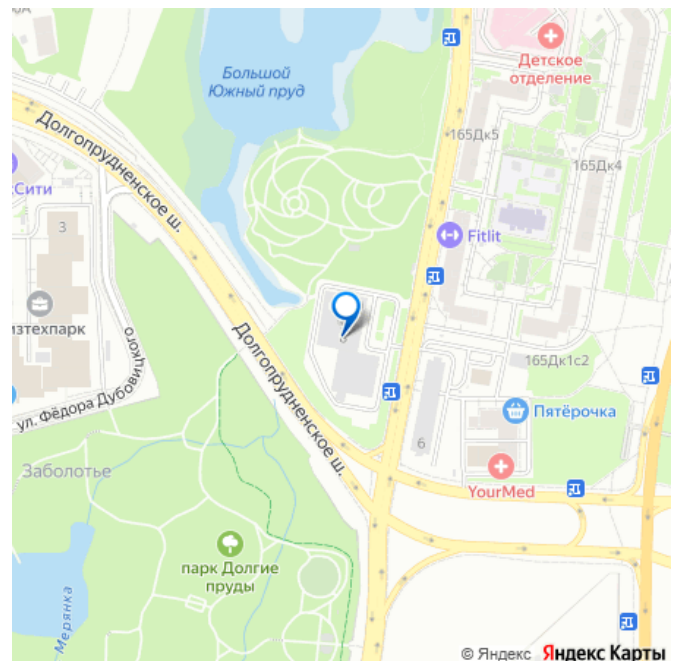 Большой
Южный пруд
Детское
отделение
165Дк5
165Дк4
Долгопрудненское ш.
Сити
3
Fitlit
изтехпарк
ул. Фёдора Дубовицкого
Долгопрудненское ш.
165Дк1с2
Пятёрочка
6
YourMed
Заболотье
парк Долгие
пруды
Мерянка
© Яндекс Яндекс Карты